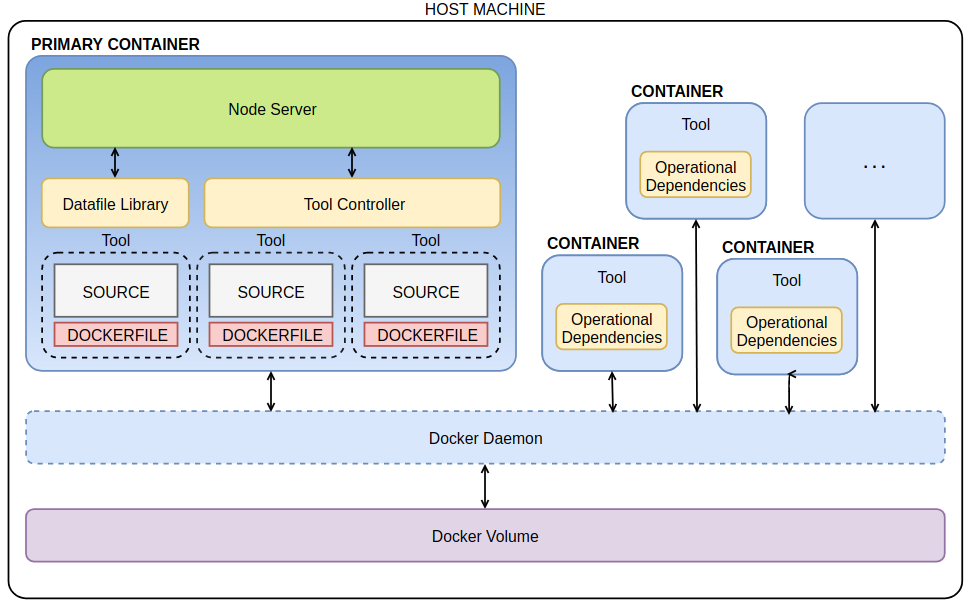 HOST MACHINE
PRIMARY CONTAINER
Node Server
Datafile Library
Tool Controller
Tool
Tool
Tool
SOURCE
SOURCE
SOURCE
DOCKERFILE
DOCKERFILE
DOCKERFILE
CONTAINER
Tool
Operational
Dependencies
...
CONTAINER
Tool
Operational
Dependencies
CONTAINER
Tool
Operational
Dependencies
Docker Daemon
Docker Volume